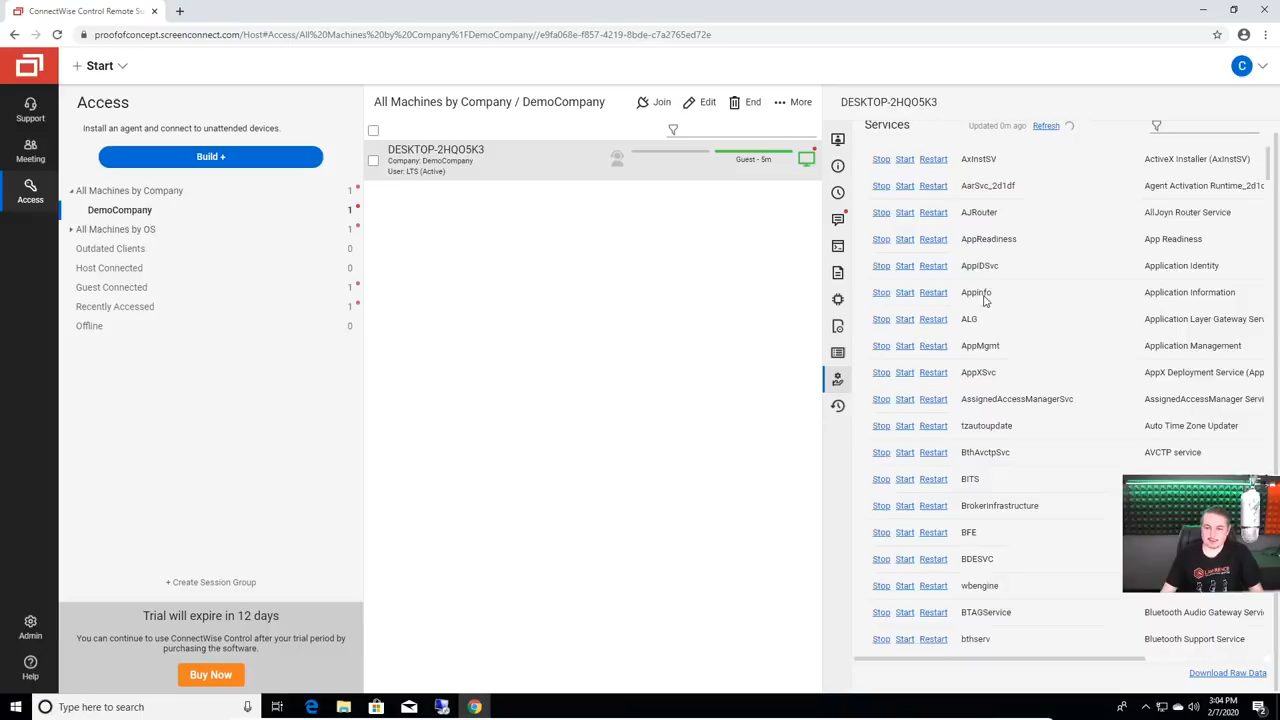 ConnectWise Control Remote Su
proofofconcept.screenconnect.com/Host#Access/All%20Machines%20by%20Company%1FDemoCompany//e9fa068e-f857-4219-8bde-c7a2765ed72e
+ Start
C
Support
Meeting
Access
Admin
Help
Access
Install an agent and connect to unattended devices.
Build +
All Machines by Company 1
DemoCompany 1
All Machines by OS 1
Outdated Clients 0
Host Connected 0
Guest Connected 1
Recently Accessed 1
Offline 0
+ Create Session Group
Trial will expire in 12 days
You can continue to use ConnectWise Control after your trial period by
purchasing the software.
Buy Now
All Machines by Company / DemoCompany
Join Edit End More
DESKTOP-2HQO5K3
Company: DemoCompany
User: LTS (Active)
Guest - 5m
DESKTOP-2HQO5K3
Services Updated 0m ago Refresh
Stop Start Restart AxInstSV ActiveX Installer (AxInstSV)
Stop Start Restart AarSvc_2d1df Agent Activation Runtime_2d1c
Stop Start Restart AJRouter AllJoyn Router Service
Stop Start Restart AppReadiness App Readiness
Stop Start Restart AppIDSvc Application Identity
Stop Start Restart Appinfo Application Information
Stop Start Restart ALG Application Layer Gateway Serv
Stop Start Restart AppMgmt Application Management
Stop Start Restart AppXSvc AppX Deployment Service (App
Stop Start Restart AssignedAccessManagerSvc AssignedAccessManager Servi
Stop Start Restart tzautoupdate Auto Time Zone Updater
Stop Start Restart BthAvctpSvc AVCTP service
Stop Start Restart BITS
Stop Start Restart BrokerInfrastructure
Stop Start Restart BFE
Stop Start Restart BDESVC
Stop Start Restart wbengine
Stop Start Restart BTAGService Bluetooth Audio Gateway Servi
Stop Start Restart bthserv Bluetooth Support Service
Download Raw Data
LAWRENCE
Type here to search
3:04 PM
2/7/2020
2